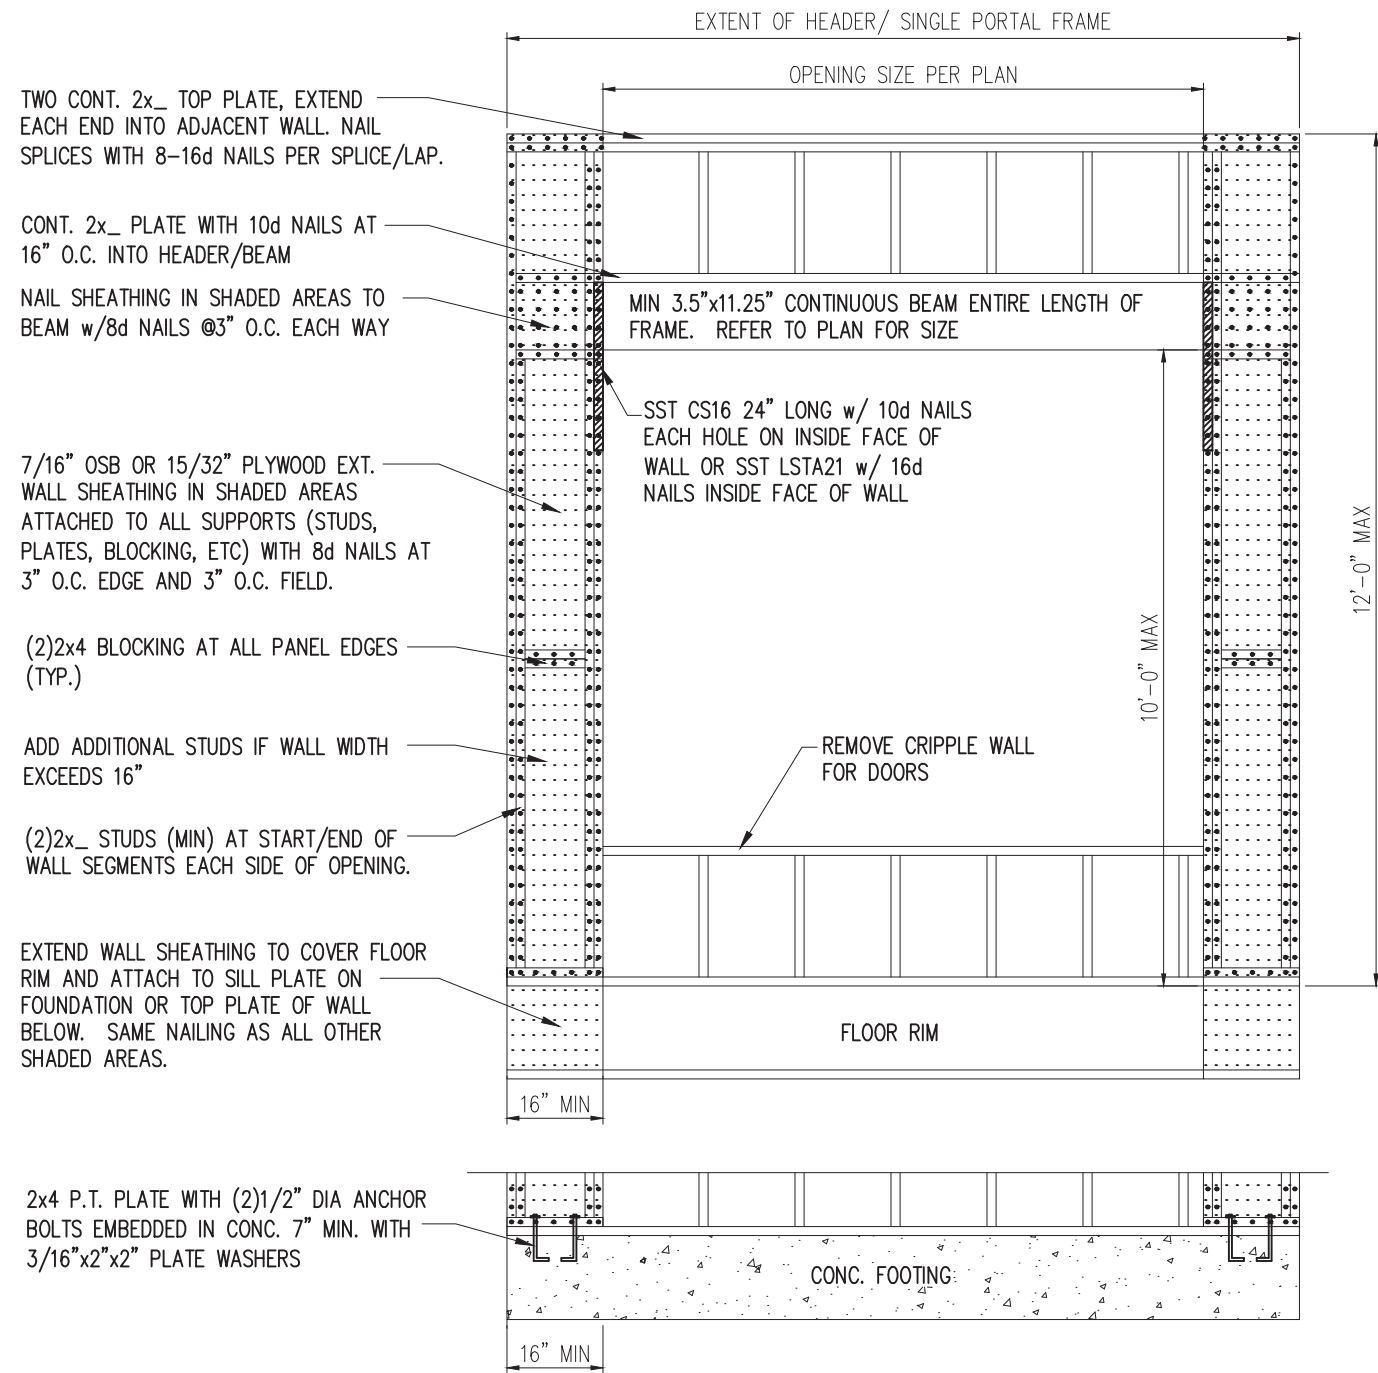 EXTENT OF HEADER/ SINGLE PORTAL FRAME
OPENING SIZE PER PLAN
TWO CONT. 2x_ TOP PLATE, EXTEND
EACH END INTO ADJACENT WALL. NAIL
SPLICES WITH 8-16d NAILS PER SPLICE/LAP.
CONT. 2x_ PLATE WITH 10d NAILS AT
16" O.C. INTO HEADER/BEAM
NAIL SHEATHING IN SHADED AREAS TO
BEAM w/8d NAILS @3" O.C. EACH WAY
MIN 3.5"x11.25" CONTINUOUS BEAM ENTIRE LENGTH OF
FRAME. REFER TO PLAN FOR SIZE
SST CS16 24" LONG w/ 10d NAILS
EACH HOLE ON INSIDE FACE OF
WALL OR SST LSTA21 w/ 16d
NAILS INSIDE FACE OF WALL
7/16" OSB OR 15/32" PLYWOOD EXT.
WALL SHEATHING IN SHADED AREAS
ATTACHED TO ALL SUPPORTS (STUDS,
PLATES, BLOCKING, ETC) WITH 8d NAILS AT
3" O.C. EDGE AND 3" O.C. FIELD.
12'-0" MAX
10'-0" MAX
(2)2x4 BLOCKING AT ALL PANEL EDGES
(TYP.)
ADD ADDITIONAL STUDS IF WALL WIDTH
EXCEEDS 16"
REMOVE CRIPPLE WALL
FOR DOORS
(2)2x_ STUDS (MIN) AT START/END OF
WALL SEGMENTS EACH SIDE OF OPENING.
EXTEND WALL SHEATHING TO COVER FLOOR
RIM AND ATTACH TO SILL PLATE ON
FOUNDATION OR TOP PLATE OF WALL
BELOW. SAME NAILING AS ALL OTHER
SHADED AREAS.
FLOOR RIM
16" MIN
2x4 P.T. PLATE WITH (2)1/2" DIA ANCHOR
BOLTS EMBEDDED IN CONC. 7" MIN. WITH
3/16"x2"x2" PLATE WASHERS
CONC. FOOTING
16" MIN